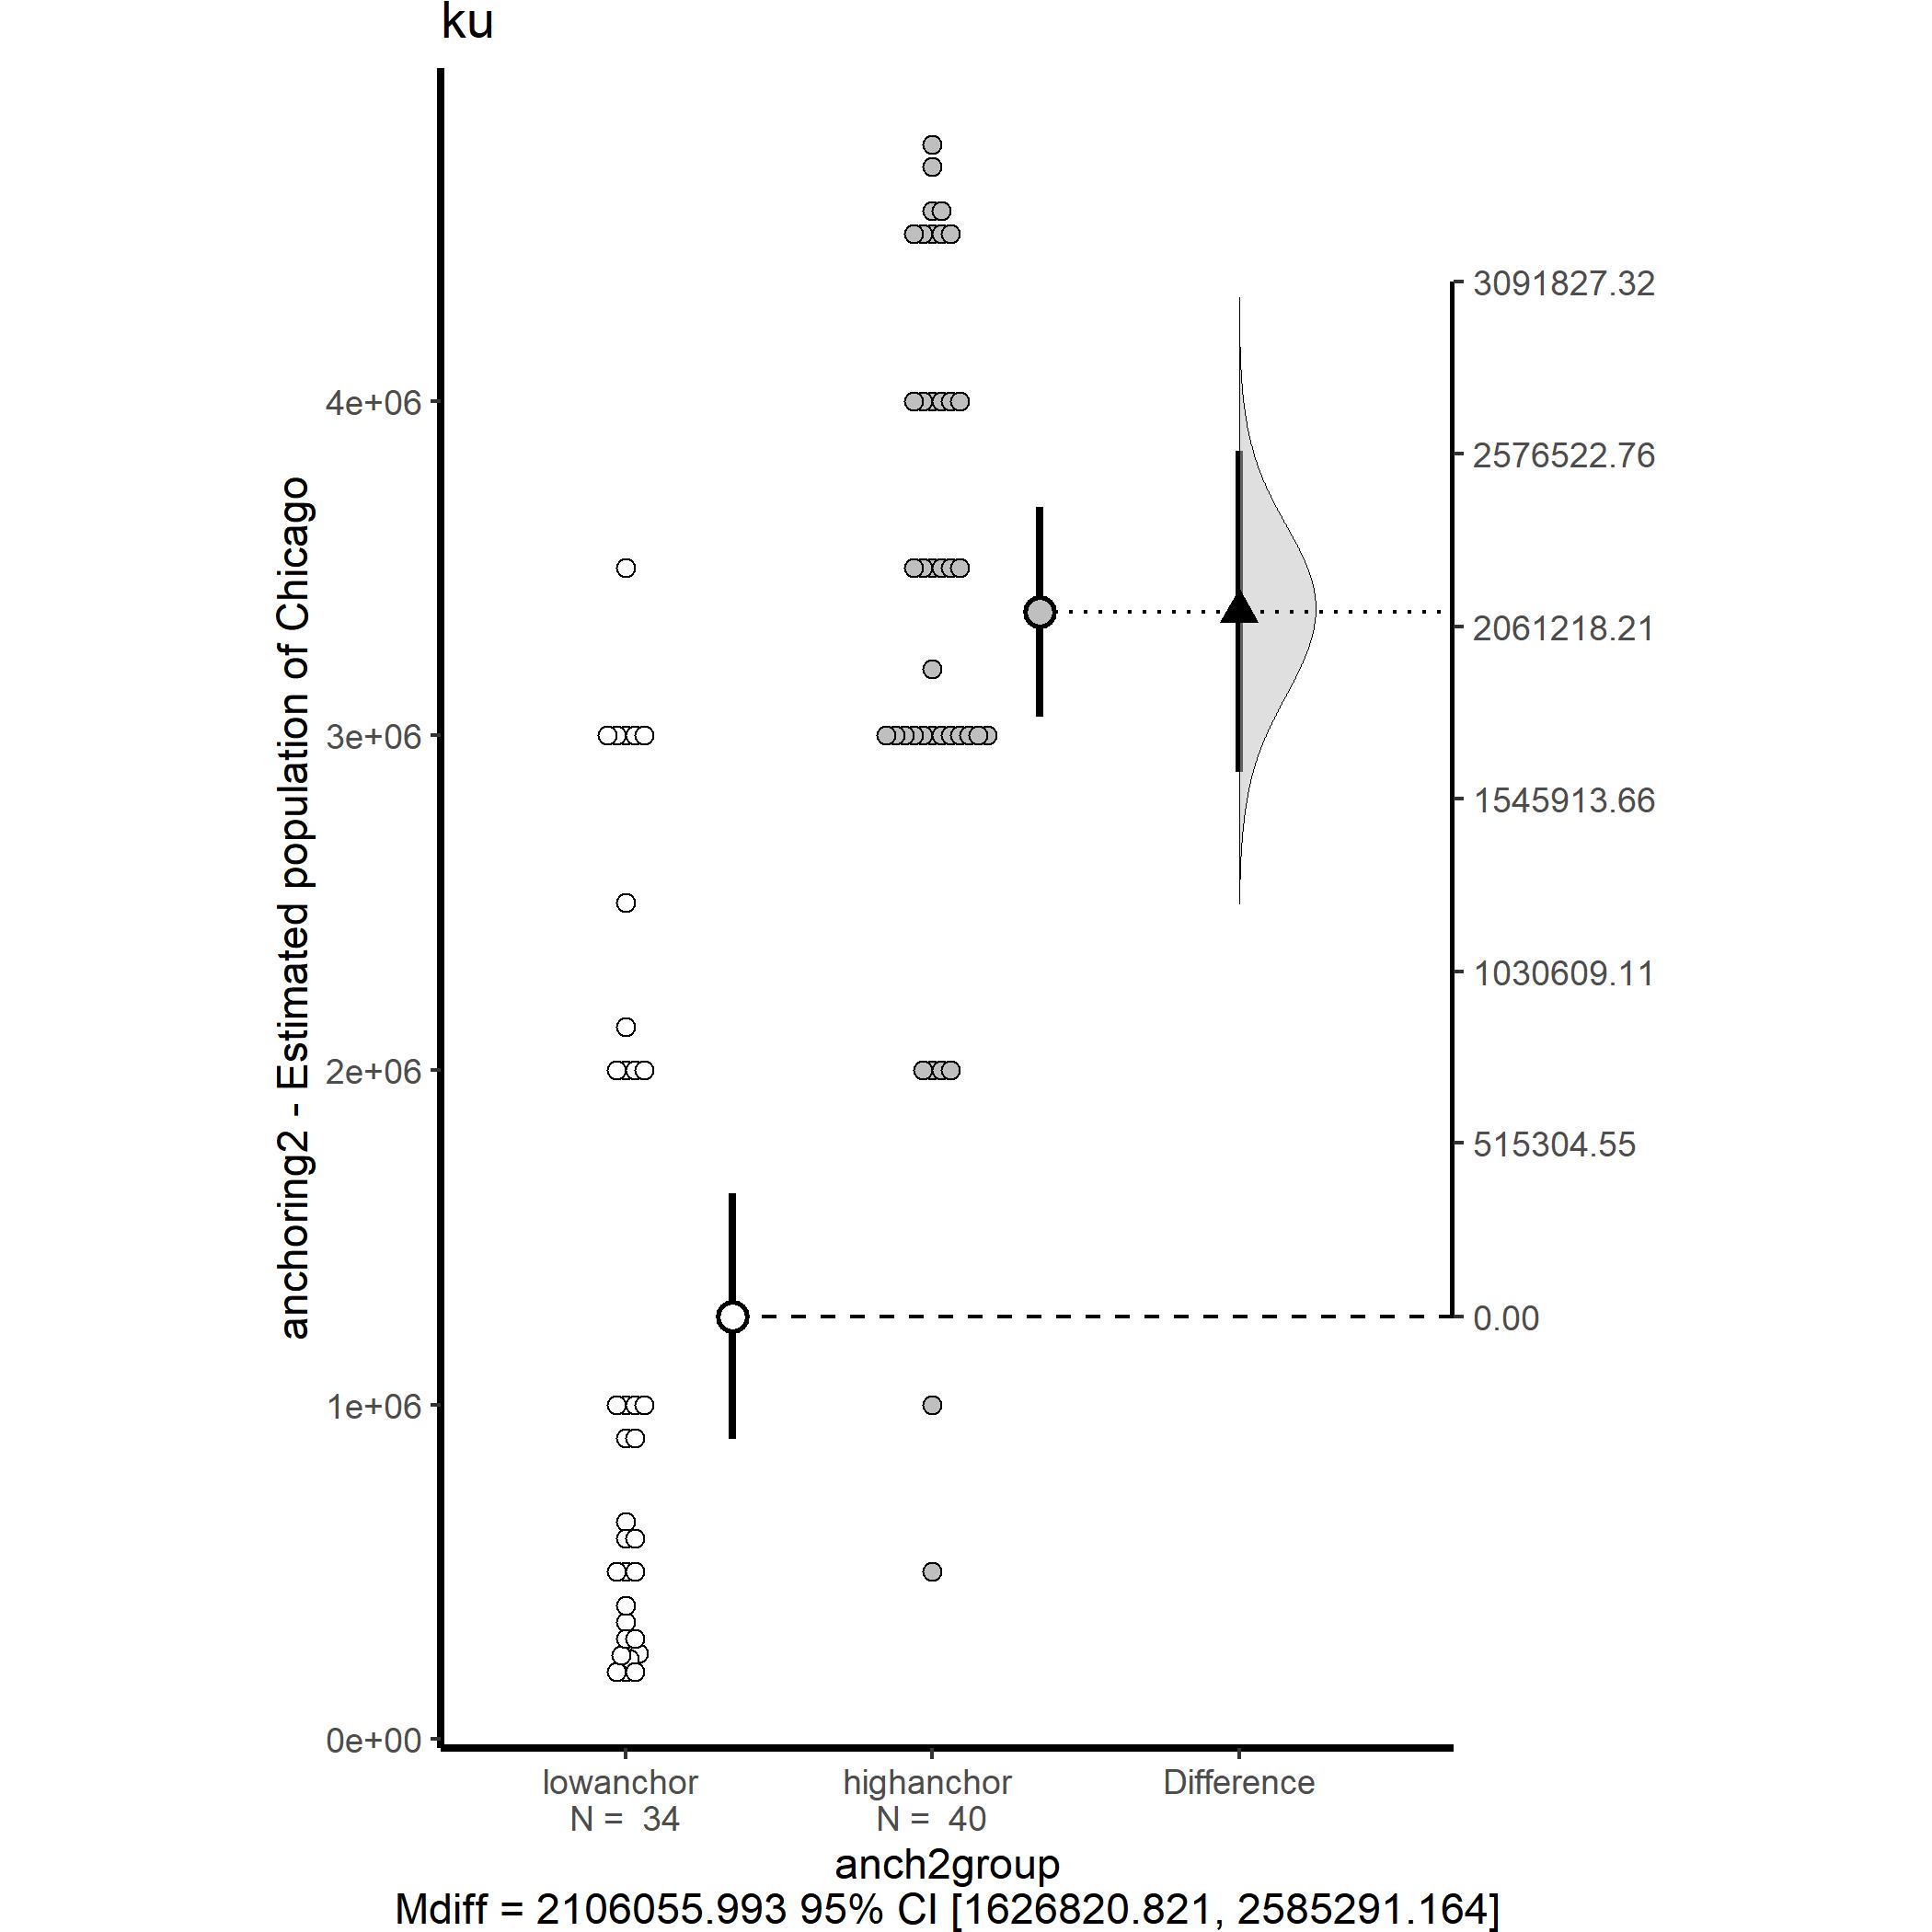 ku
anchoring2 - Estimated population of Chicago
4e+06
3e+06
2e+06
1e+06
0e+00
3091827.32
2576522.76
2061218.21
1545913.66
1030609.11
515304.55
0.00
lowanchor
N =  34
highanchor
N =  40
Difference
anch2group
Mdiff = 2106055.993 95% CI [1626820.821, 2585291.164]